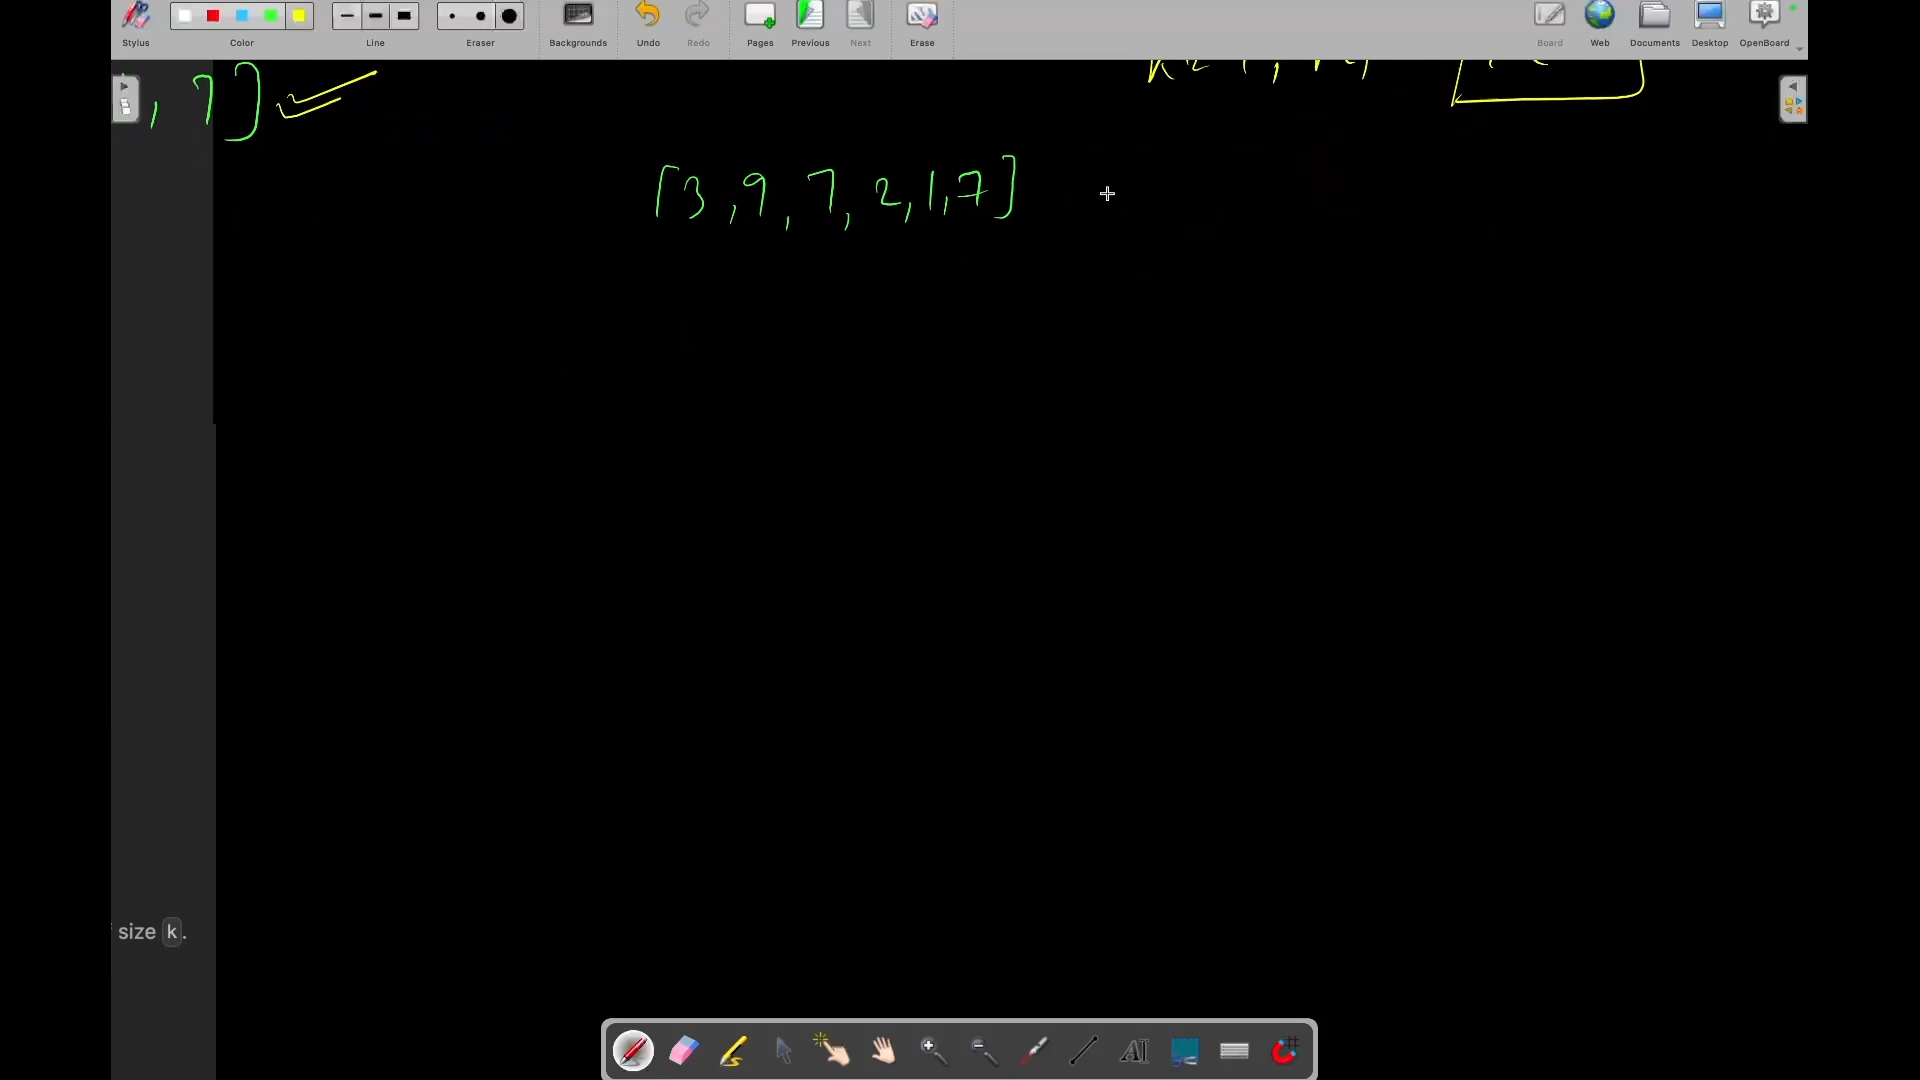 Stylus Color Line Eraser Backgrounds Undo Redo Pages Previous Next Erase Board Web Documents Desktop OpenBoard
, 7]
[3, 9, 7, 2, 1, 7]
size k.